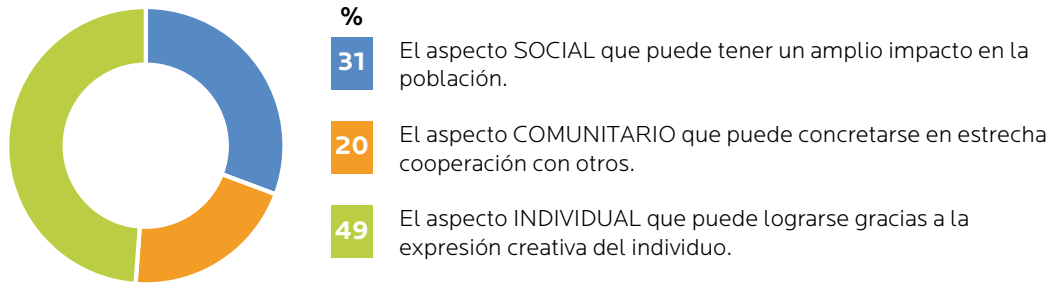 %
31
El aspecto SOCIAL que puede tener un amplio impacto en la
población.
20
El aspecto COMUNITARIO que puede concretarse en estrecha
cooperación con otros.
49
El aspecto INDIVIDUAL que puede lograrse gracias a la
expresión creativa del individuo.